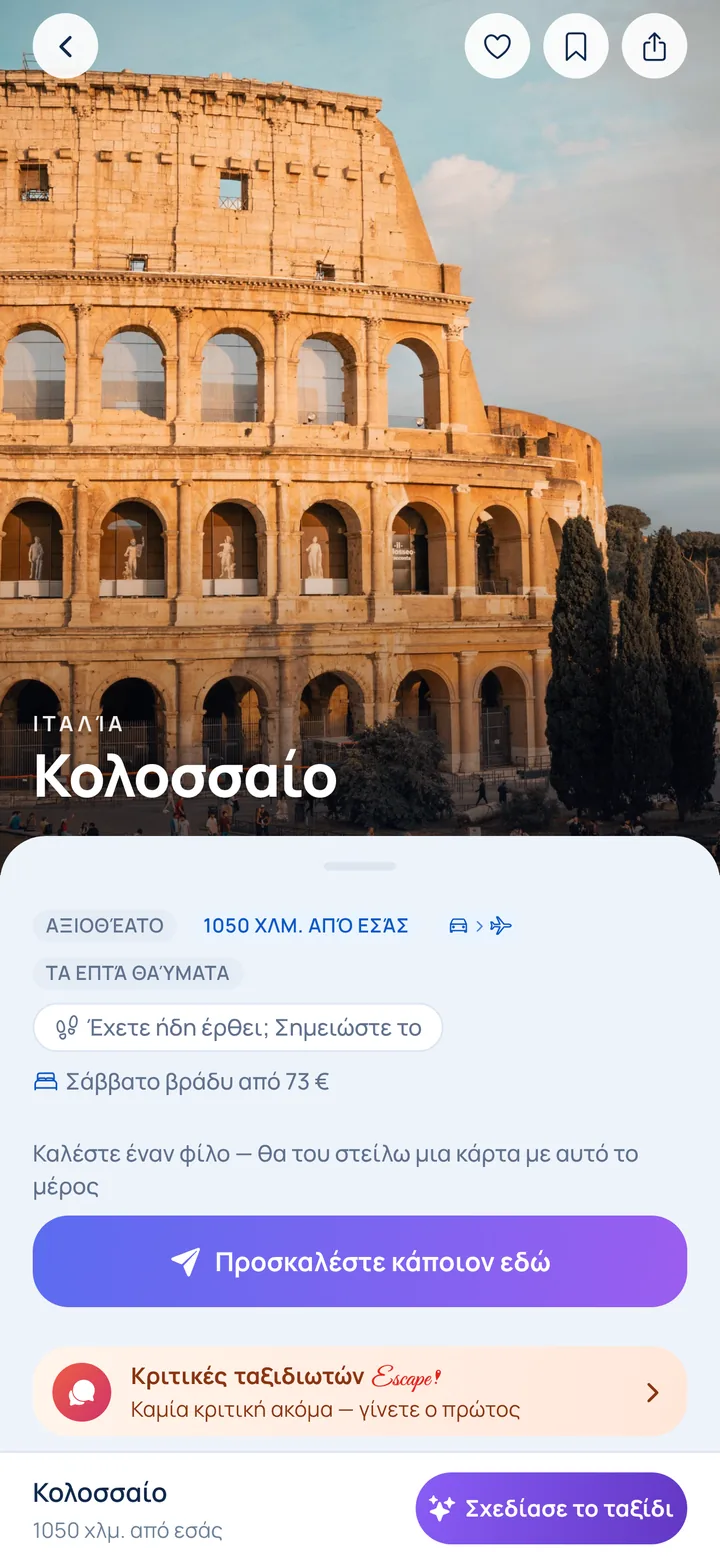 ΙΤΑΛΊΑ
Κολοσσαίο
ΑΞΙΟΘΈΑΤΟ
1050 ΧΛΜ. ΑΠΌ ΕΣΆΣ
ΤΑ ΕΠΤΆ ΘΑΎΜΑΤΑ
Έχετε ήδη έρθει; Σημειώστε το
Σάββατο βράδυ από 73 €
Καλέστε έναν φίλο — θα του στείλω μια κάρτα με αυτό το
μέρος
Προσκαλέστε κάποιον εδώ
Κριτικές ταξιδιωτών Escape!
Καμία κριτική ακόμα — γίνετε ο πρώτος
Κολοσσαίο
1050 χλμ. από εσάς
Σχεδίασε το ταξίδι